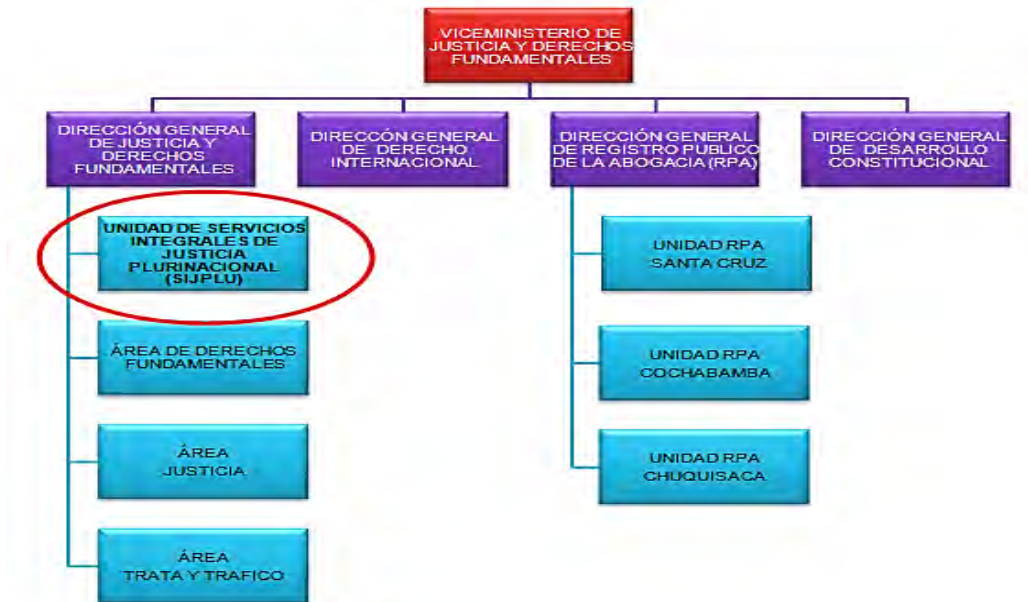 VICEMINISTERIO DE
JUSTICIA Y DERECHOS
FUNDAMENTALES
DIRECCIÓN GENERAL
DE JUSTICIA Y
DERECHOS
FUNDAMENTALES
DIRECCÓN GENERAL
DE DERECHO
INTERNACIONAL
DIRECCIÓN GENERAL
DE REGISTRO PUBLICO
DE LA ABOGACIA (RPA)
DIRECCIÓN GENERAL
DE DESARROLLO
CONSTITUCIONAL
UNIDAD DE SERVICIOS
INTEGRALES DE
JUSTICIA
PLURINACIONAL
(SIJPLU)
ÁREA DE DERECHOS
FUNDAMENTALES
ÁREA
JUSTICIA
ÁREA
TRATA Y TRAFICO
UNIDAD RPA
SANTA CRUZ
UNIDAD RPA
COCHABAMBA
UNIDAD RPA
CHUQUISACA